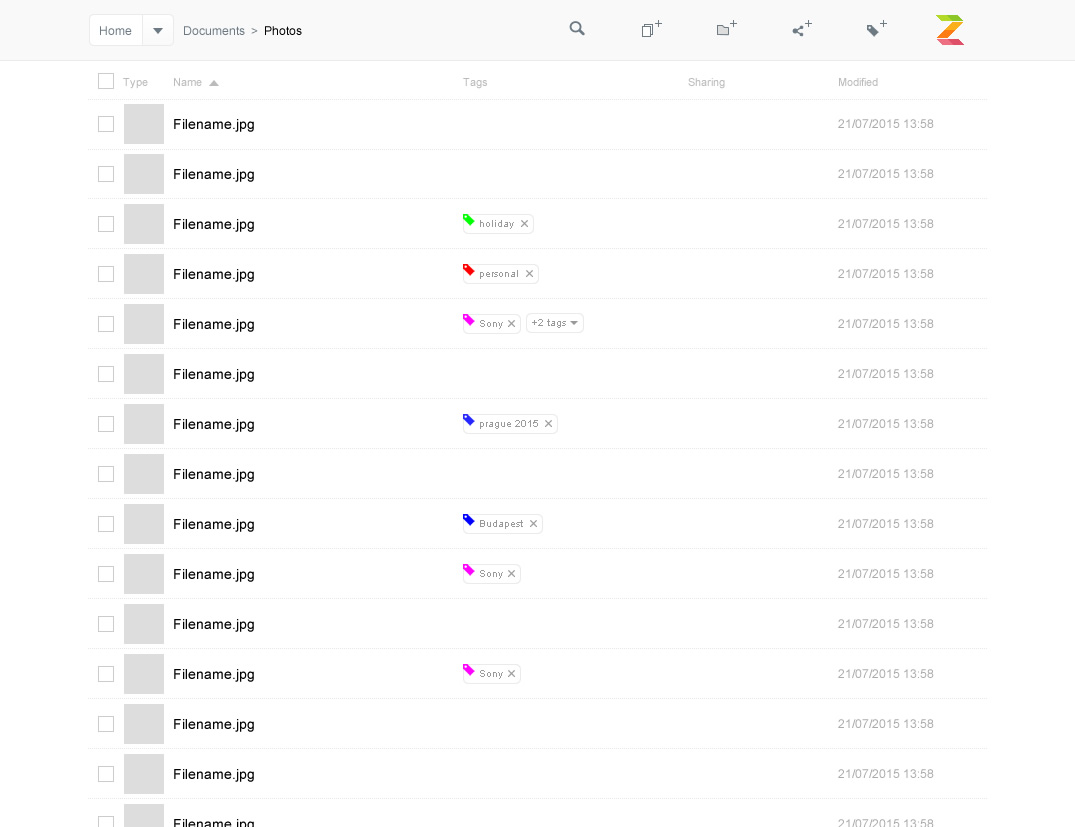 Home Documents > Photos
Type Name Tags Sharing Modified
Filename.jpg 21/07/2015 13:58
Filename.jpg 21/07/2015 13:58
Filename.jpg holiday 21/07/2015 13:58
Filename.jpg personal 21/07/2015 13:58
Filename.jpg Sony +2 tags 21/07/2015 13:58
Filename.jpg 21/07/2015 13:58
Filename.jpg prague 2015 21/07/2015 13:58
Filename.jpg 21/07/2015 13:58
Filename.jpg Budapest 21/07/2015 13:58
Filename.jpg Sony 21/07/2015 13:58
Filename.jpg 21/07/2015 13:58
Filename.jpg Sony 21/07/2015 13:58
Filename.jpg 21/07/2015 13:58
Filename.jpg 21/07/2015 13:58
Filename.jpg 21/07/2015 13:58